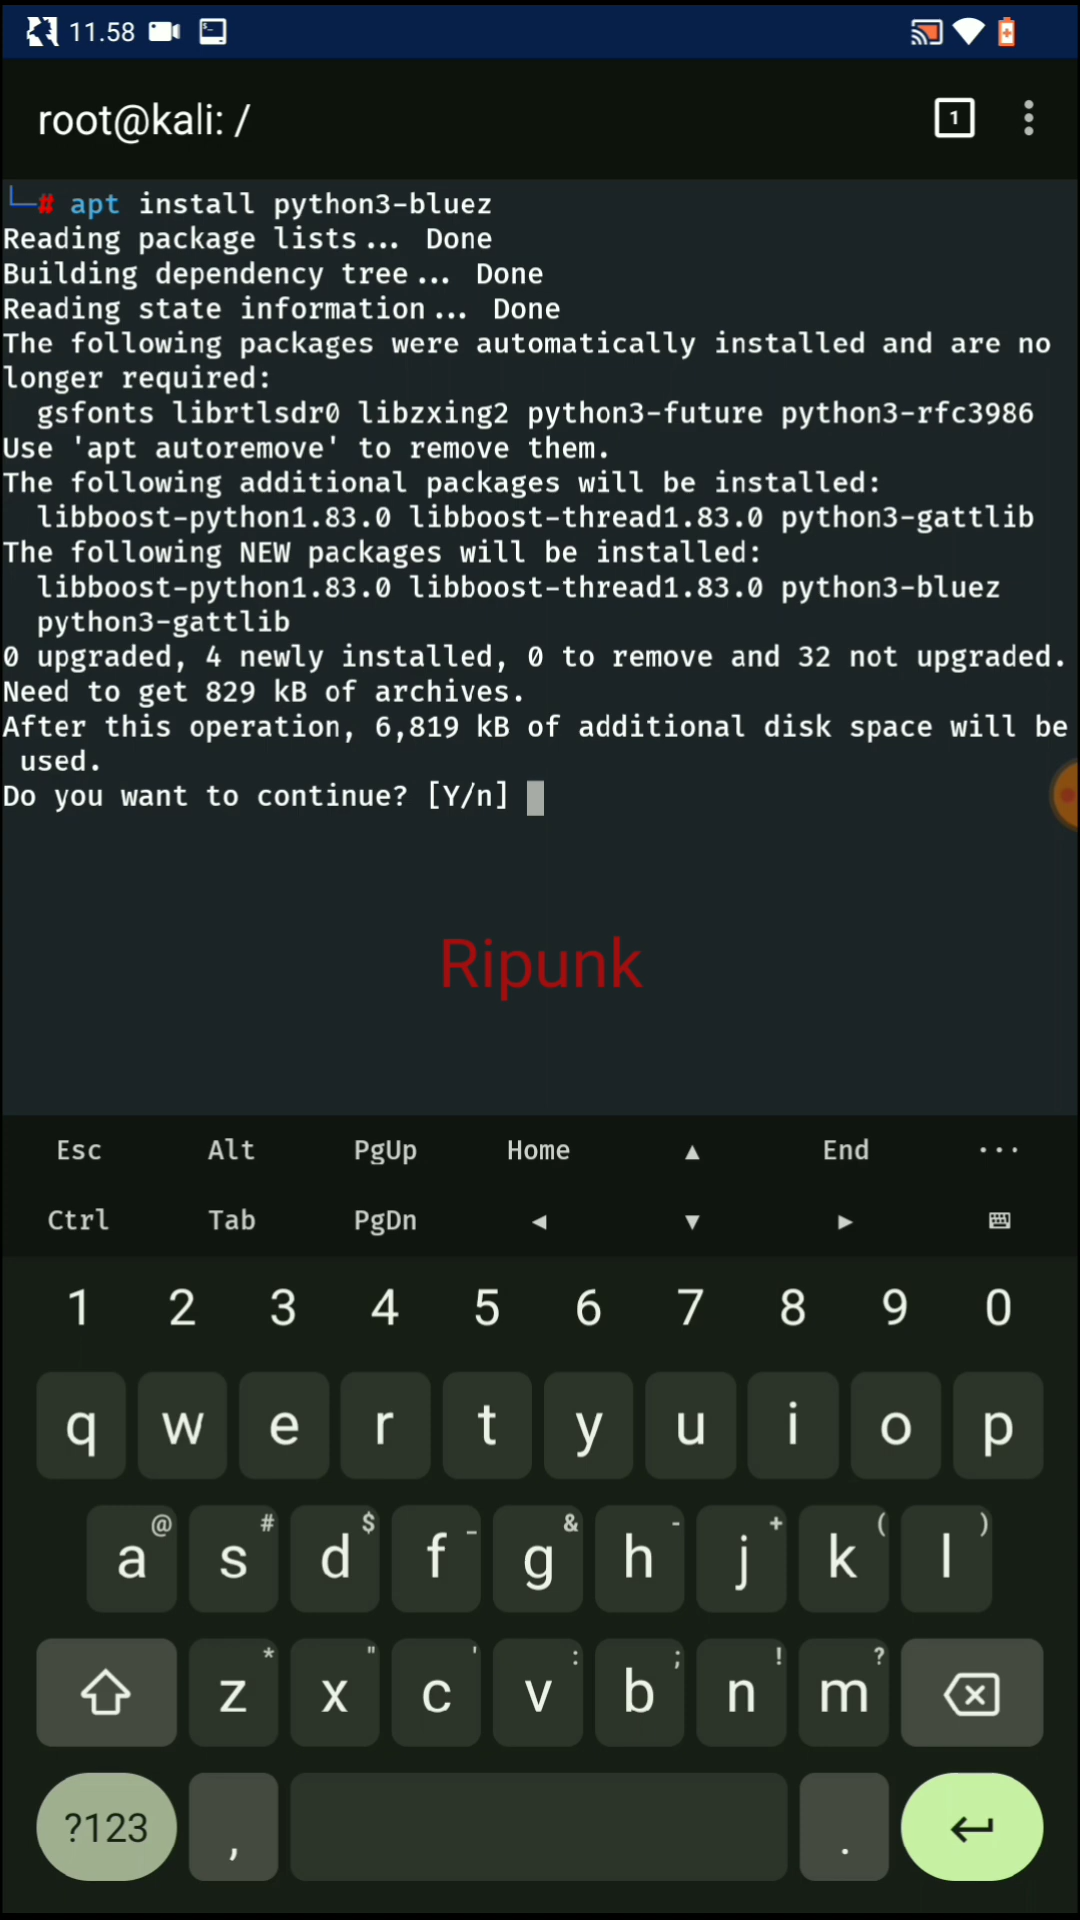 11.58
root@kali: /
1
└─# apt install python3-bluez
Reading package lists... Done
Building dependency tree... Done
Reading state information... Done
The following packages were automatically installed and are no
longer required:
  gsfonts librtlsdr0 libzxing2 python3-future python3-rfc3986
Use 'apt autoremove' to remove them.
The following additional packages will be installed:
  libboost-python1.83.0 libboost-thread1.83.0 python3-gattlib
The following NEW packages will be installed:
  libboost-python1.83.0 libboost-thread1.83.0 python3-bluez
  python3-gattlib
0 upgraded, 4 newly installed, 0 to remove and 32 not upgraded.
Need to get 829 kB of archives.
After this operation, 6,819 kB of additional disk space will be
 used.
Do you want to continue? [Y/n]
Ripunk
Esc Alt PgUp Home ▲ End ...
Ctrl Tab PgDn ◄ ▼ ►
1 2 3 4 5 6 7 8 9 0
q w e r t y u i o p
@ # $ _ & - + ( )
a s d f g h j k l
* " ' : ; ! ?
z x c v b n m
?123 , .